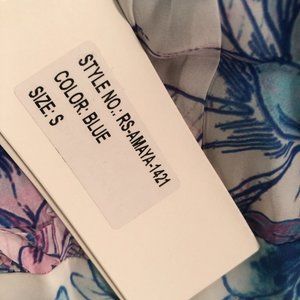 STYLE NO.: RS-AMAYA-1421
COLOR: BLUE
SIZE: S